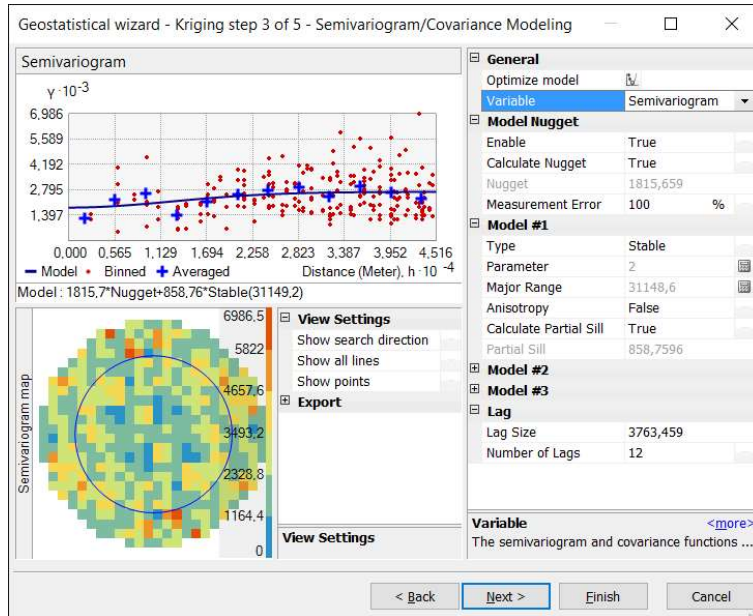 Geostatistical wizard - Kriging step 3 of 5 - Semivariogram/Covariance Modeling
Semivariogram
γ·10⁻³
6.986
5.589
4.192
2.795
1.397
0.000 0.565 1.129 1.694 2.258 2.823 3.387 3.952 4.516
Model Binned Averaged Distance (Meter), h·10⁻⁴
Model : 1815,7*Nugget+858,76*Stable(31149,2)
Semivariogram map
6986,5
5822
4657,6
3493,2
2328,8
1164,4
0
View Settings
Show search direction
Show all lines
Show points
Export
View Settings
General
Optimize model
Variable Semivariogram
Model Nugget
Enable True
Calculate Nugget True
Nugget 1815,659
Measurement Error 100 %
Model #1
Type Stable
Parameter 2
Major Range 31148,6
Anisotropy False
Calculate Partial Sill True
Partial Sill 858,7596
Model #2
Model #3
Lag
Lag Size 3763,459
Number of Lags 12
Variable <more>
The semivariogram and covariance functions ...
< Back Next > Finish Cancel